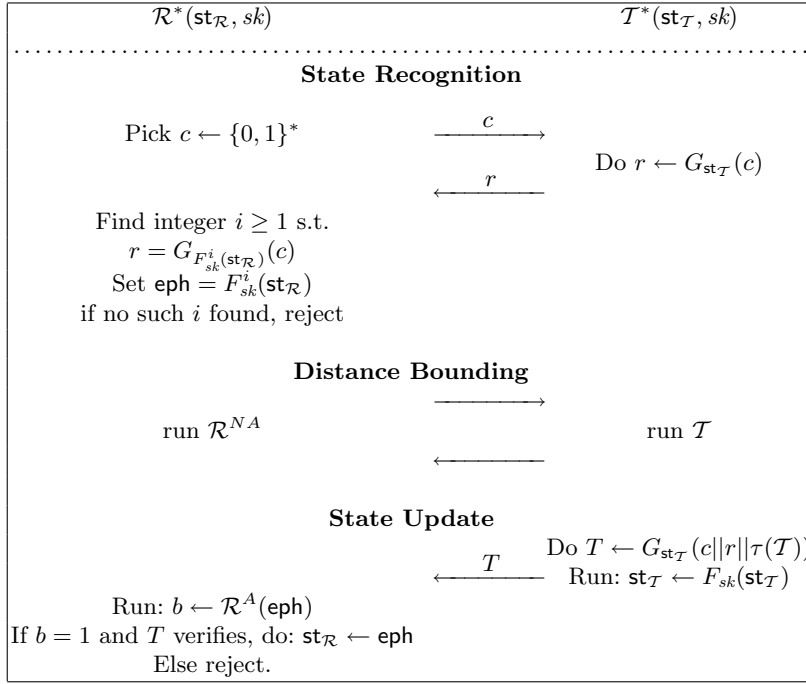 R*(st_R, sk) T*(st_T, sk)
State Recognition
Pick c ← {0, 1}* c
Do r ← G_{st_T}(c)
r
Find integer i ≥ 1 s.t.
r = G_{F^i_{sk}(st_R)}(c)
Set eph = F^i_{sk}(st_R)
if no such i found, reject
Distance Bounding
run R^{NA} run T
State Update
Do T ← G_{st_T}(c||r||τ(T))
T Run: st_T ← F_{sk}(st_T)
Run: b ← R^A(eph)
If b = 1 and T verifies, do: st_R ← eph
Else reject.